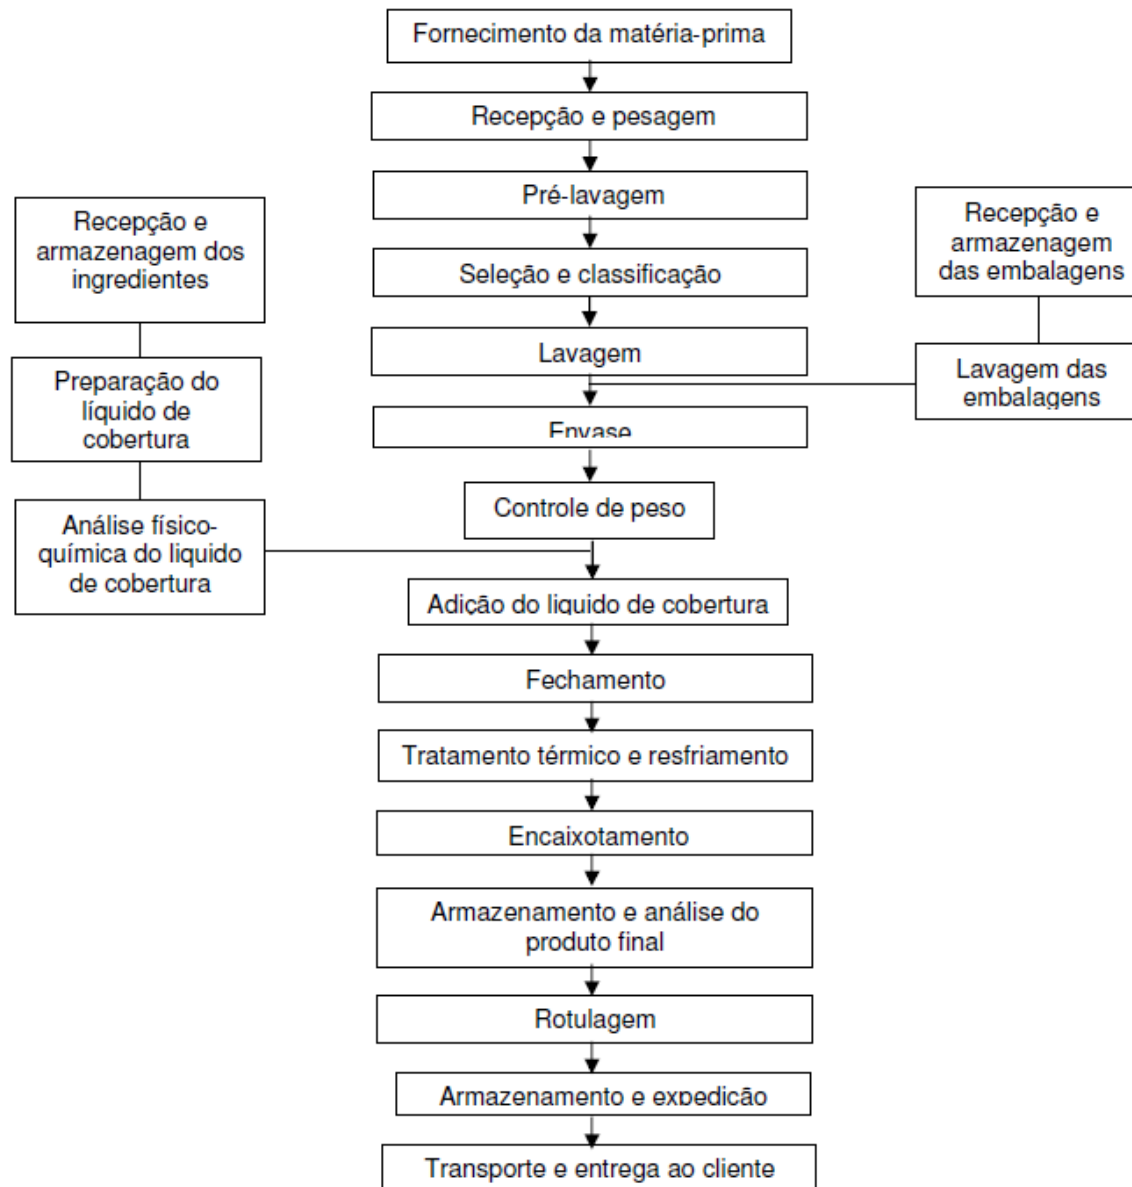 Fornecimento da matéria-prima
Recepção e pesagem
Pré-lavagem
Recepção e
armazenagem dos
ingredientes
Recepção e
armazenagem
das embalagens
Seleção e classificação
Lavagem
Preparação do
líquido de
cobertura
Lavagem das
embalagens
Envase
Controle de peso
Análise físico-
química do liquido
de cobertura
Adição do liquido de cobertura
Fechamento
Tratamento térmico e resfriamento
Encaixotamento
Armazenamento e análise do
produto final
Rotulagem
Armazenamento e expedição
Transporte e entrega ao cliente